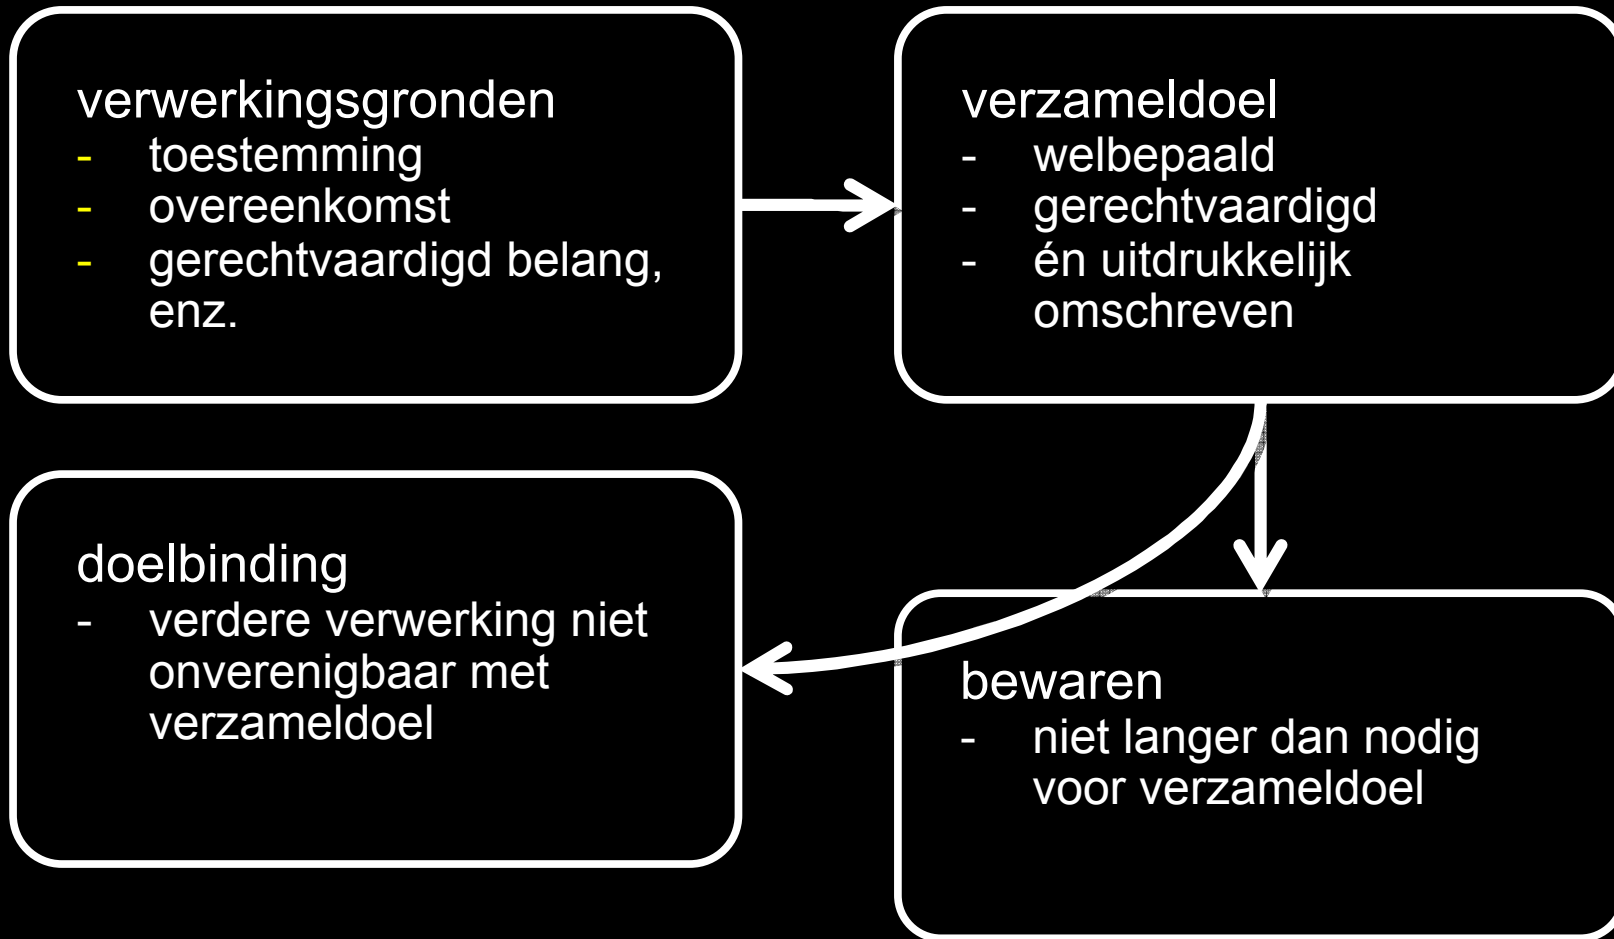 verwerkingsgronden
- toestemming
- overeenkomst
- gerechtvaardigd belang,
enz.
verzameldoel
- welbepaald
- gerechtvaardigd
- én uitdrukkelijk
omschreven
doelbinding
- verdere verwerking niet
onverenigbaar met
verzameldoel
bewaren
- niet langer dan nodig
voor verzameldoel